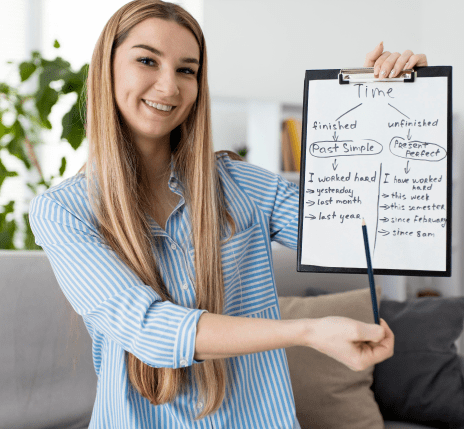 Time
finished unfinished
Past Simple
Present
Perfect
I worked hard
→ yesterday
→ last month
→ last year
I have worked
hard
→ this week
→ this semester
→ since february
→ since 8am